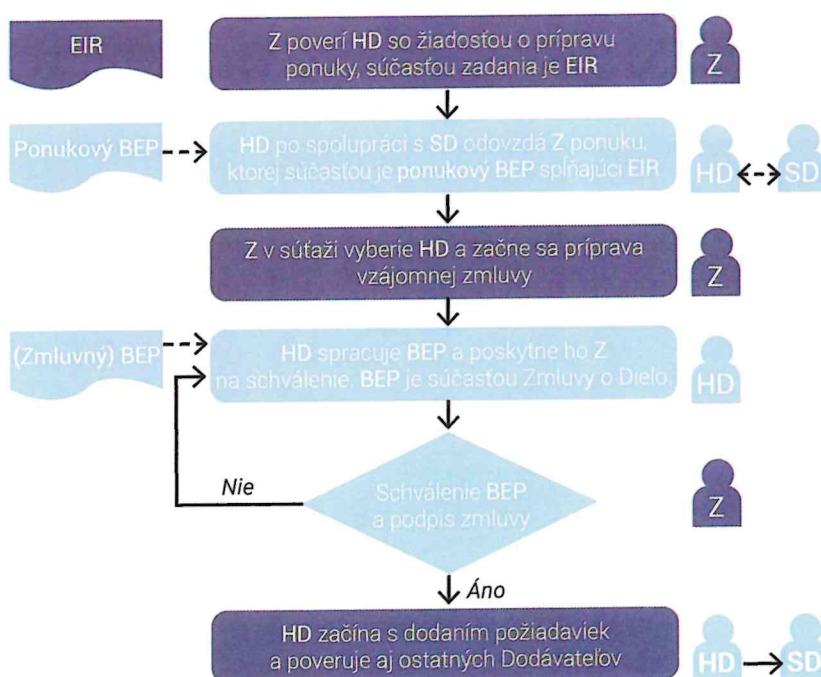 EIR
Z poverí HD so žiadosťou o prípravu
ponuky, súčasťou zadania je EIR
Z
Ponukový BEP
HD po spolupráci s SD odovzdá Z ponuku,
ktorej súčasťou je ponukový BEP spĺňajúci EIR
HD
SD
Z v súťaži vyberie HD a začne sa príprava
vzájomnej zmluvy
Z
(Zmluvný) BEP
HD spracuje BEP a poskytne ho Z
na schválenie. BEP je súčasťou Zmluvy o Dielo.
HD
Nie
Schválenie BEP
a podpis zmluvy
Z
Áno
HD začína s dodaním požiadaviek
a poveruje aj ostatných Dodávateľov
HD
SD